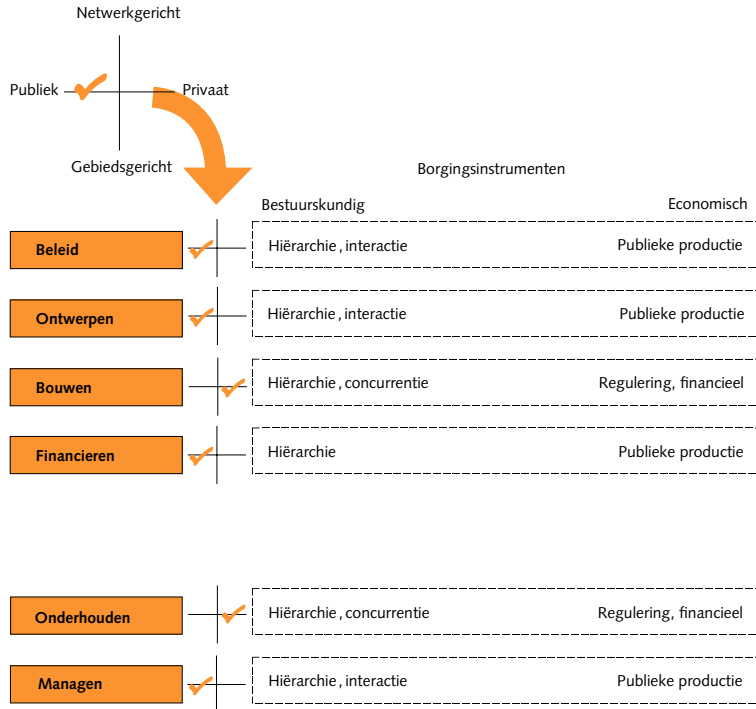 Netwerkgericht
Publiek Privaat
Gebiedsgericht
Borgingsinstrumenten
Bestuurskundig Economisch
Beleid Hiërarchie, interactie Publieke productie
Ontwerpen Hiërarchie, interactie Publieke productie
Bouwen Hiërarchie, concurrentie Regulering, financieel
Financieren Hiërarchie Publieke productie
Onderhouden Hiërarchie, concurrentie Regulering, financieel
Managen Hiërarchie, interactie Publieke productie